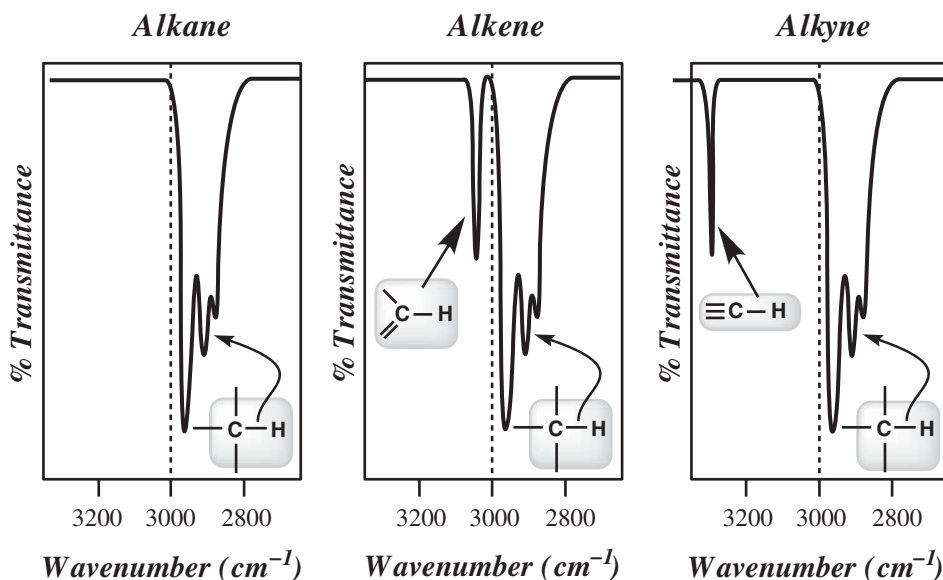 Alkane
% Transmittance
C H
3200 3000 2800
Wavenumber (cm⁻¹)
Alkene
% Transmittance
C H
C H
3200 3000 2800
Wavenumber (cm⁻¹)
Alkyne
% Transmittance
C H
C H
3200 3000 2800
Wavenumber (cm⁻¹)